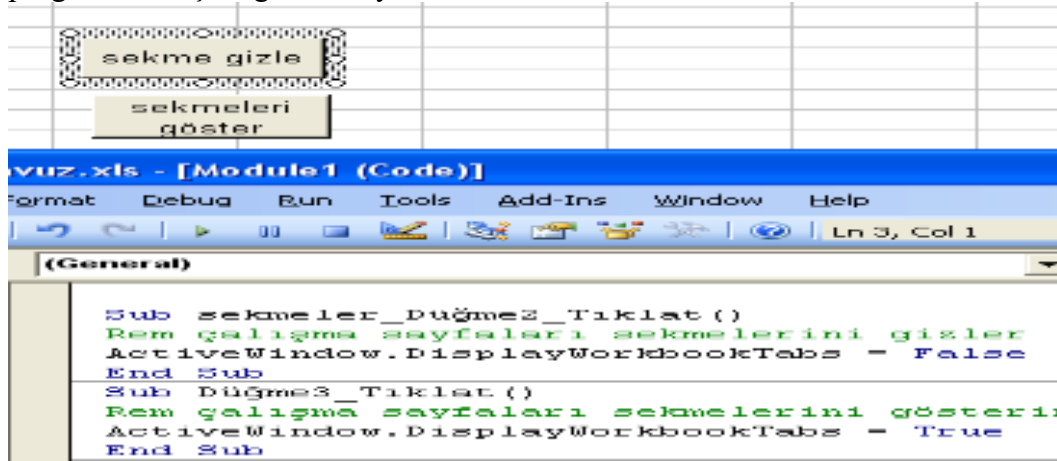 sekme gizle
sekmeleri
göster
vuz.xls - [Module1 (Code)]
Format Debug Run Tools Add-Ins Window Help
Ln 3, Col 1
(General)
Sub sekmeler_Düğme2_Tıklat()
Rem çalışma sayfaları sekmelerini gizler
ActiveWindow.DisplayWorkbookTabs = False
End Sub
Sub Düğme3_Tıklat()
Rem çalışma sayfaları sekmelerini gösteri
ActiveWindow.DisplayWorkbookTabs = True
End Sub